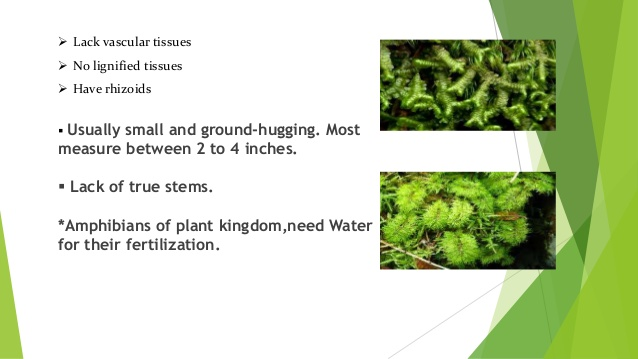 ➢ Lack vascular tissues
➢ No lignified tissues
➢ Have rhizoids
▪ Usually small and ground-hugging. Most
measure between 2 to 4 inches.
▪ Lack of true stems.
*Amphibians of plant kingdom,need Water
for their fertilization.